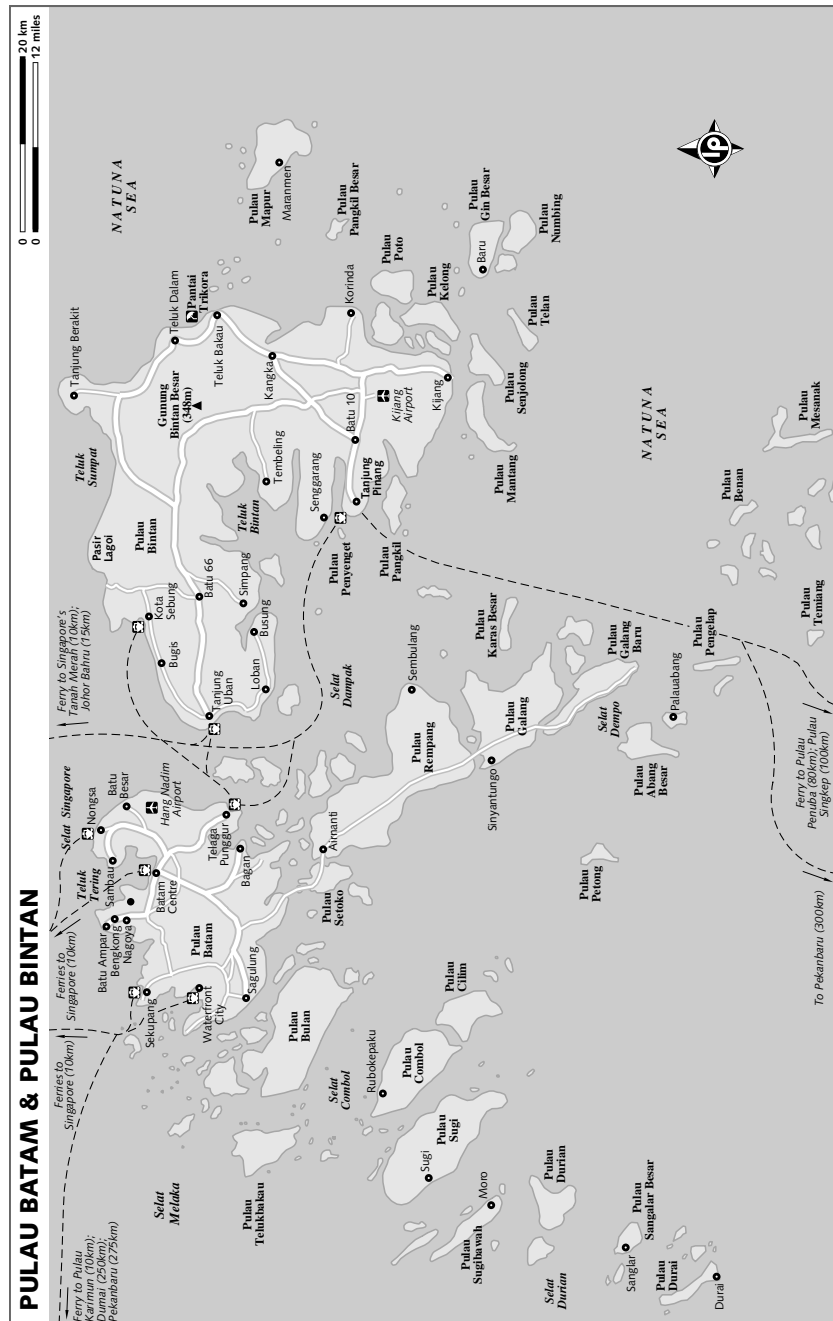 PULAU BATAM & PULAU BINTAN
0 20 km
0 12 miles
Ferry to Pulau
Karimun (10km);
Dumai (250km);
Pekanbaru (275km)
Ferries to
Singapore (10km)
Ferries to
Singapore (10km)
Ferry to Singapore's
Tanah Merah (10km);
Johor Bahru (15km)
NATUNA
SEA
Selat Singapore
Nongsa
Batu
Besar
Hang Nadim
Airport
Sambau
Teluk
Tering
Batu Ampar
Bengkong
Nagoya
Batam
Centre
Telaga
Punggur
Bagan
Sekupang
Pulau
Batam
Waterfront
City
Sagulung
Pulau
Setoko
Airnanti
Pulau
Bulan
Selat
Melaka
Pulau
Telukbakau
Selat
Combol
Rubokepaku
Pulau
Combol
Pulau
Cilim
Sugi
Pulau
Sugi
Moro
Pulau
Sugibawah
Pulau
Durian
Selat
Durian
Sanglar
Pulau
Sangalar Besar
Pulau
Durai
Durai
Pulau
Petong
Tanjung Berakit
Teluk
Sumpat
Pasir
Lagoi
Pulau
Bintan
Kota
Sebung
Bugis
Batu 66
Simpang
Busung
Tanjung
Uban
Loban
Teluk Dalam
Pantai
Trikora
Teluk Bakau
Gunung
Bintan Besar
(348m)
Kangka
Korinda
Tembeling
Teluk
Bintan
Senggarang
Batu 10
Tanjung
Pinang
Kijang
Airport
Kijang
Pulau
Penyenget
Pulau
Pangkil
Selat
Dampak
Pulau
Mapur
Maranmen
Pulau
Pangkil Besar
Pulau
Poto
Pulau
Kelong
Pulau
Gin Besar
Baru
Pulau
Numbing
Pulau
Telan
Pulau
Senjolong
Pulau
Mantang
Sembulang
Pulau
Karas Besar
Pulau
Rempang
Pulau
Galang
Sinyantungo
Pulau
Galang
Baru
Selat
Dempo
Palauabang
Pulau
Abang
Besar
Pulau
Pengelap
Pulau
Temiang
Pulau
Benan
Pulau
Mesanak
NATUNA
SEA
Ferry to Pulau
Penuba (80km); Pulau
Singkep (100km)
To Pekanbaru (300km)
lp